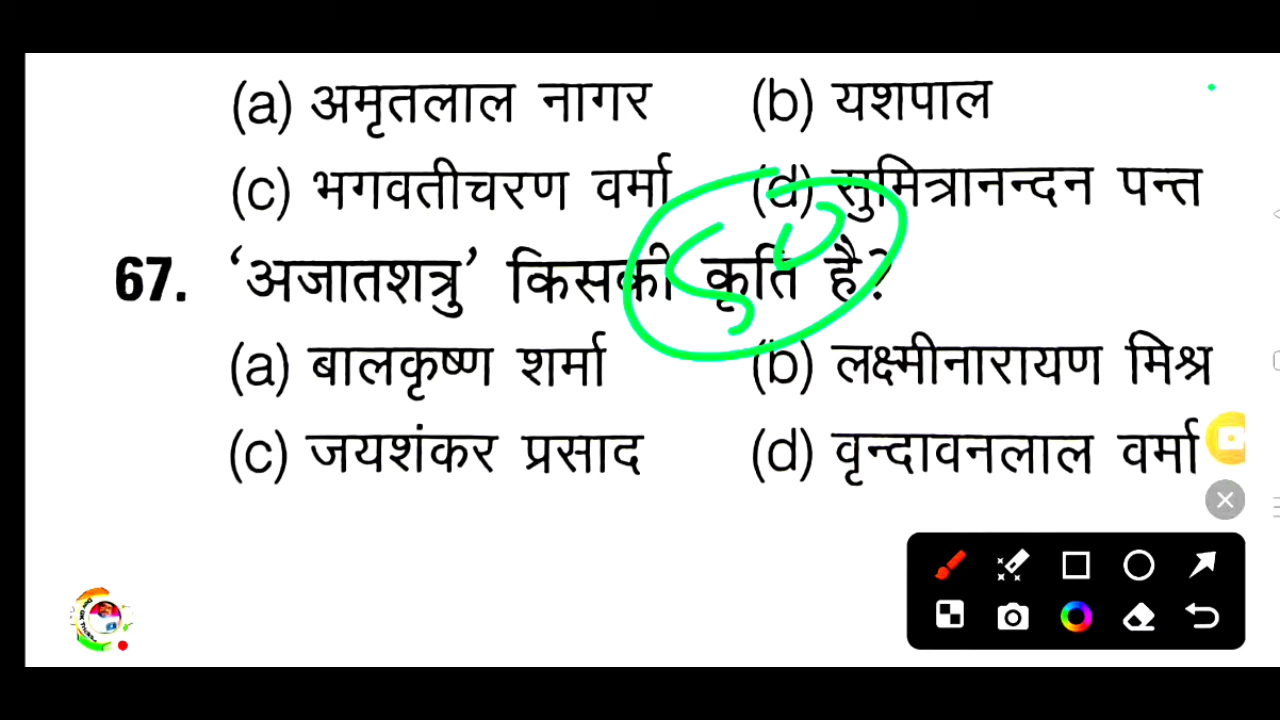 (a) अमृतलाल नागर (b) यशपाल
(c) भगवतीचरण वर्मा (d) सुमित्रानन्दन पन्त
67. ‘अजातशत्रु’ किसकी कृति है?
(a) बालकृष्ण शर्मा (b) लक्ष्मीनारायण मिश्र
(c) जयशंकर प्रसाद (d) वृन्दावनलाल वर्मा